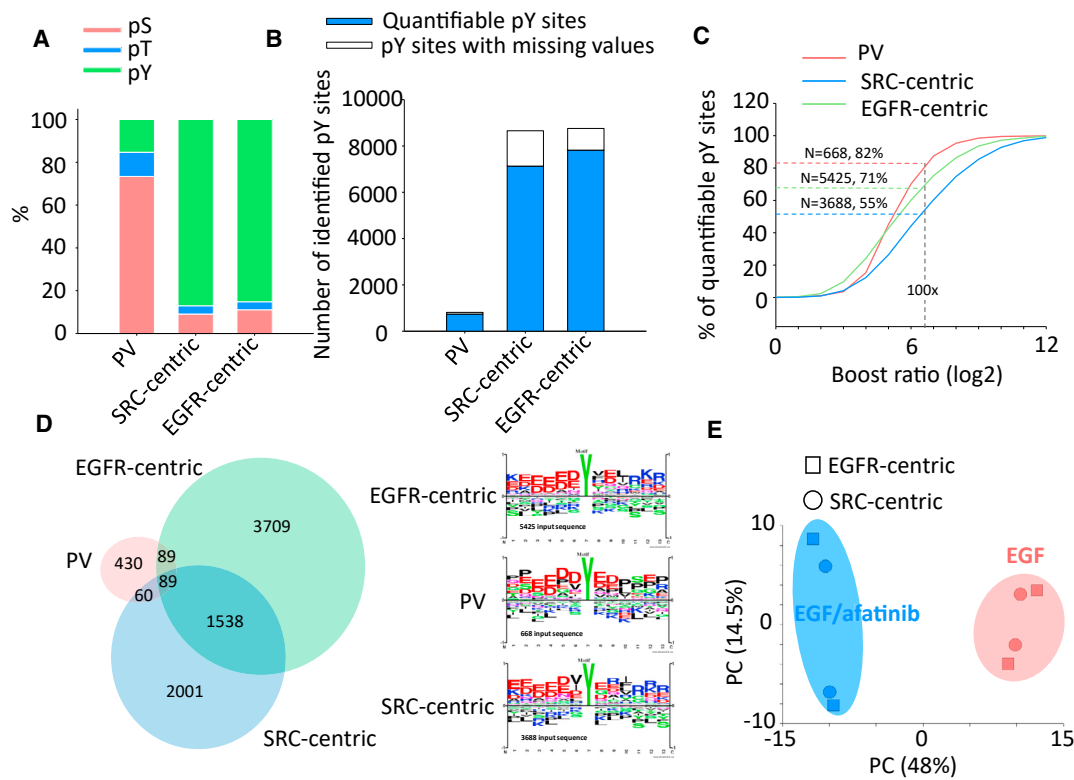 A
pS
pT
pY
100
80
60
40
20
0
%
PV
SRC-centric
EGFR-centric
B
Quantifiable pY sites
pY sites with missing values
Number of identified pY sites
10000
8000
6000
4000
2000
0
PV
SRC-centric
EGFR-centric
C
PV
SRC-centric
EGFR-centric
% of quantifiable pY sites
120
100
80
60
40
20
0
N=668, 82%
N=5425, 71%
N=3688, 55%
100x
0
6
12
Boost ratio (log2)
D
EGFR-centric
3709
PV
430
89
89
60
1538
2001
SRC-centric
EGFR-centric
Motif
5425 input sequence
PV
Motif
668 input sequence
SRC-centric
Motif
3688 input sequence
E
EGFR-centric
SRC-centric
PC (14.5%)
10
0
-10
EGF
EGF/afatinib
-15
0
15
PC (48%)